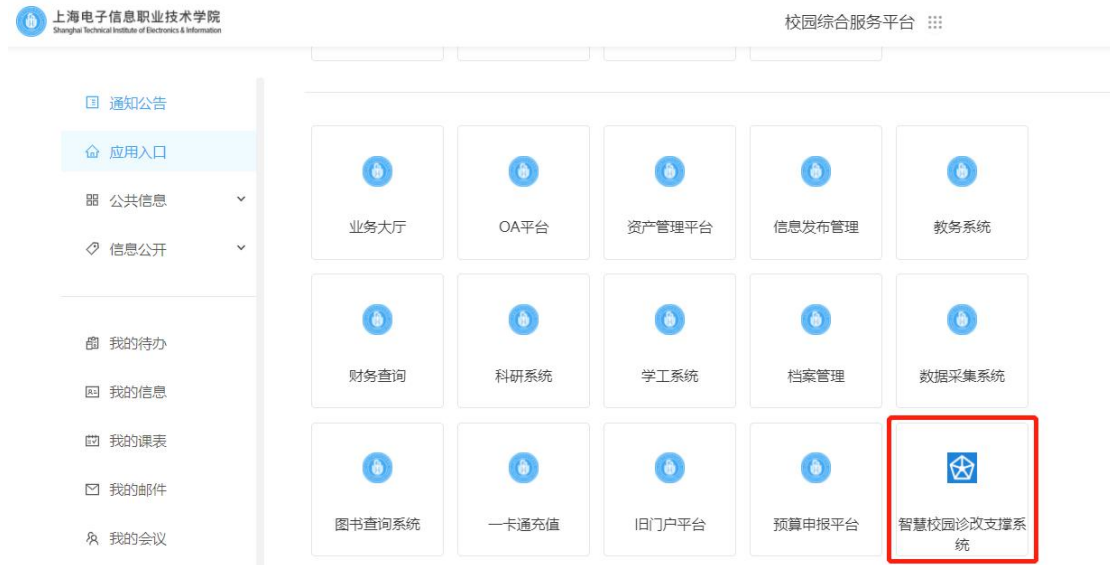 上海电子信息职业技术学院
Shanghai Technical Institute of Electronics & Information
校园综合服务平台
通知公告
应用入口
公共信息
信息公开
我的待办
我的信息
我的课表
我的邮件
我的会议
业务大厅
OA平台
资产管理平台
信息发布管理
教务系统
财务查询
科研系统
学工系统
档案管理
数据采集系统
图书查询系统
一卡通充值
旧门户平台
预算申报平台
智慧校园诊改支撑系
统